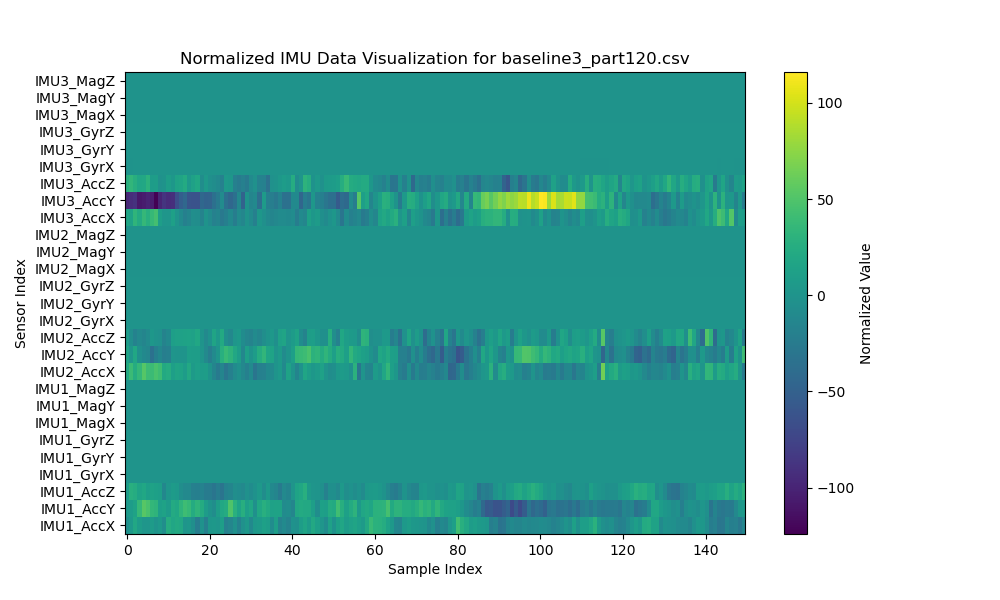 Normalized IMU Data Visualization for baseline3_part120.csv
IMU3_MagZ
IMU3_MagY
IMU3_MagX
IMU3_GyrZ
IMU3_GyrY
IMU3_GyrX
IMU3_AccZ
IMU3_AccY
IMU3_AccX
IMU2_MagZ
IMU2_MagY
IMU2_MagX
IMU2_GyrZ
IMU2_GyrY
IMU2_GyrX
IMU2_AccZ
IMU2_AccY
IMU2_AccX
IMU1_MagZ
IMU1_MagY
IMU1_MagX
IMU1_GyrZ
IMU1_GyrY
IMU1_GyrX
IMU1_AccZ
IMU1_AccY
IMU1_AccX
Sensor Index
0 20 40 60 80 100 120 140
Sample Index
100
50
0
−50
−100
Normalized Value